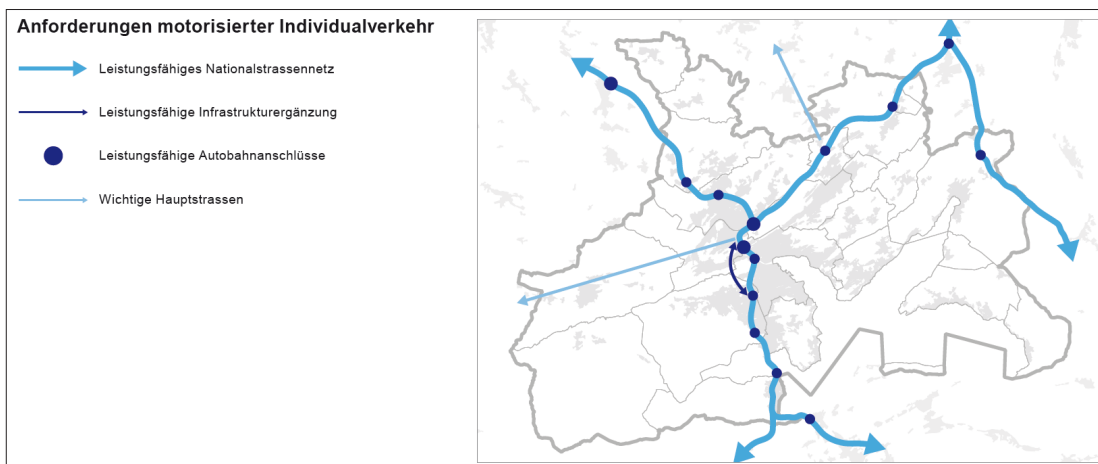 Anforderungen motorisierter Individualverkehr
Leistungsfähiges Nationalstrassennetz
Leistungsfähige Infrastrukturergänzung
Leistungsfähige Autobahnanschlüsse
Wichtige Hauptstrassen